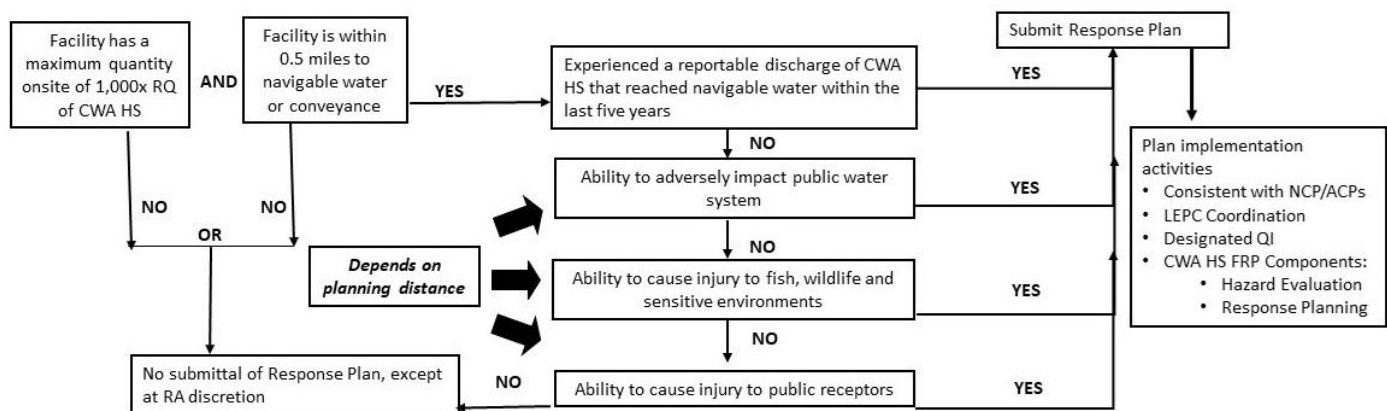 Facility has a
maximum quantity
onsite of 1,000x RQ
of CWA HS
AND
Facility is within
0.5 miles to
navigable water
or conveyance
YES
Experienced a reportable discharge of CWA
HS that reached navigable water within the
last five years
YES
Submit Response Plan
NO
NO
OR
NO
Ability to adversely impact public water
system
YES
Depends on
planning distance
NO
Ability to cause injury to fish, wildlife and
sensitive environments
YES
NO
Ability to cause injury to public receptors
YES
NO
No submittal of Response Plan, except
at RA discretion
Plan implementation
activities
• Consistent with NCP/ACPs
• LEPC Coordination
• Designated QI
• CWA HS FRP Components:
• Hazard Evaluation
• Response Planning